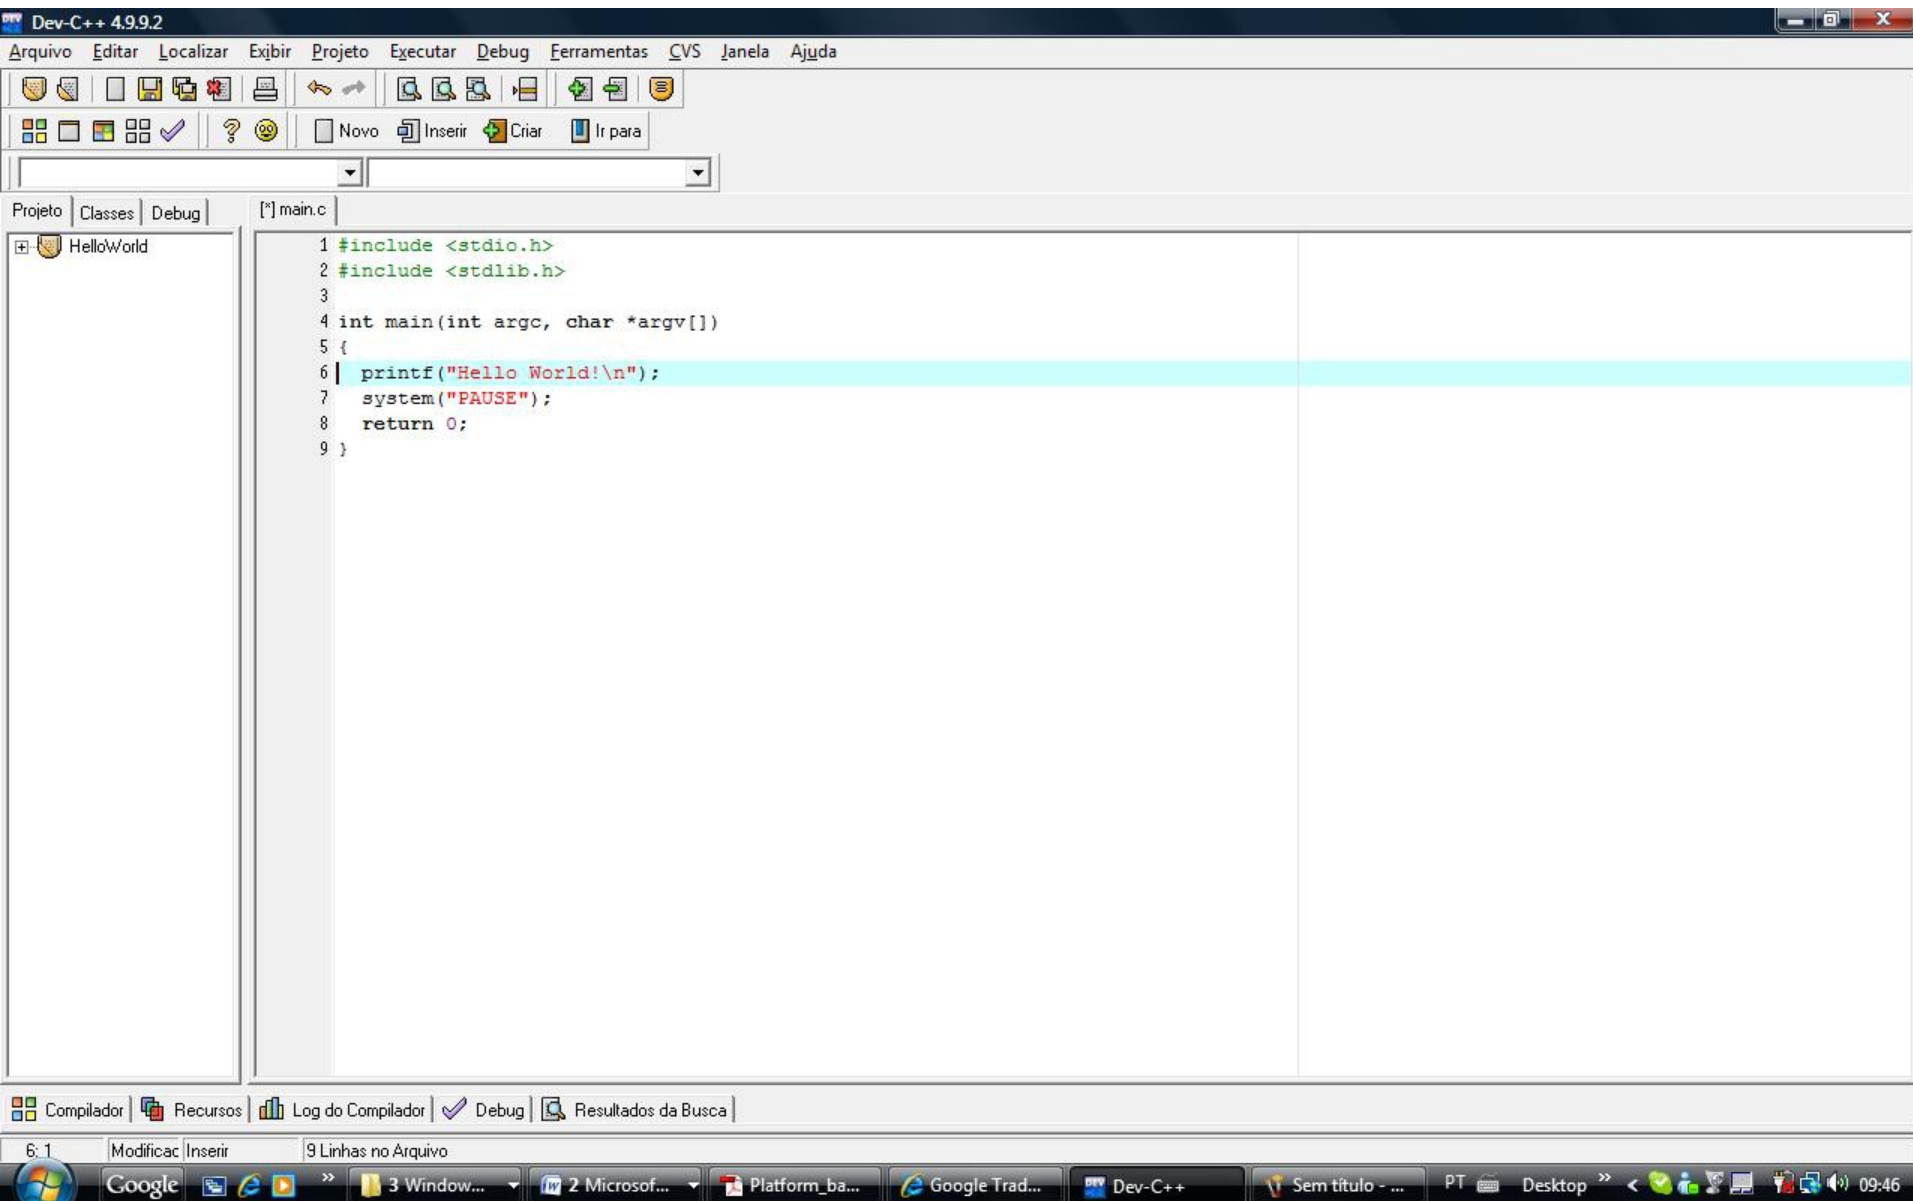 Dev-C++ 4.9.9.2
Arquivo Editar Localizar Exibir Projeto Executar Debug Ferramentas CVS Janela Ajuda
Novo Inserir Criar Ir para
Projeto Classes Debug [*] main.c
HelloWorld
1 #include <stdio.h>
2 #include <stdlib.h>
3
4 int main(int argc, char *argv[])
5 {
6 printf("Hello World!\n");
7 system("PAUSE");
8 return 0;
9 }
Compilador Recursos Log do Compilador Debug Resultados da Busca
6: 1 Modificac Inserir 9 Linhas no Arquivo
Google » 3 Window... 2 Microsof... Platform_ba... Google Trad... Dev-C++ Sem título - ... PT Desktop » < 09:46